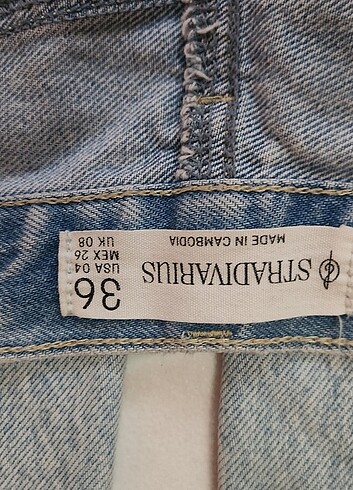 STRADIVARIUS
MADE IN CAMBODIA
36
USA 04
MEX 26
UK 08